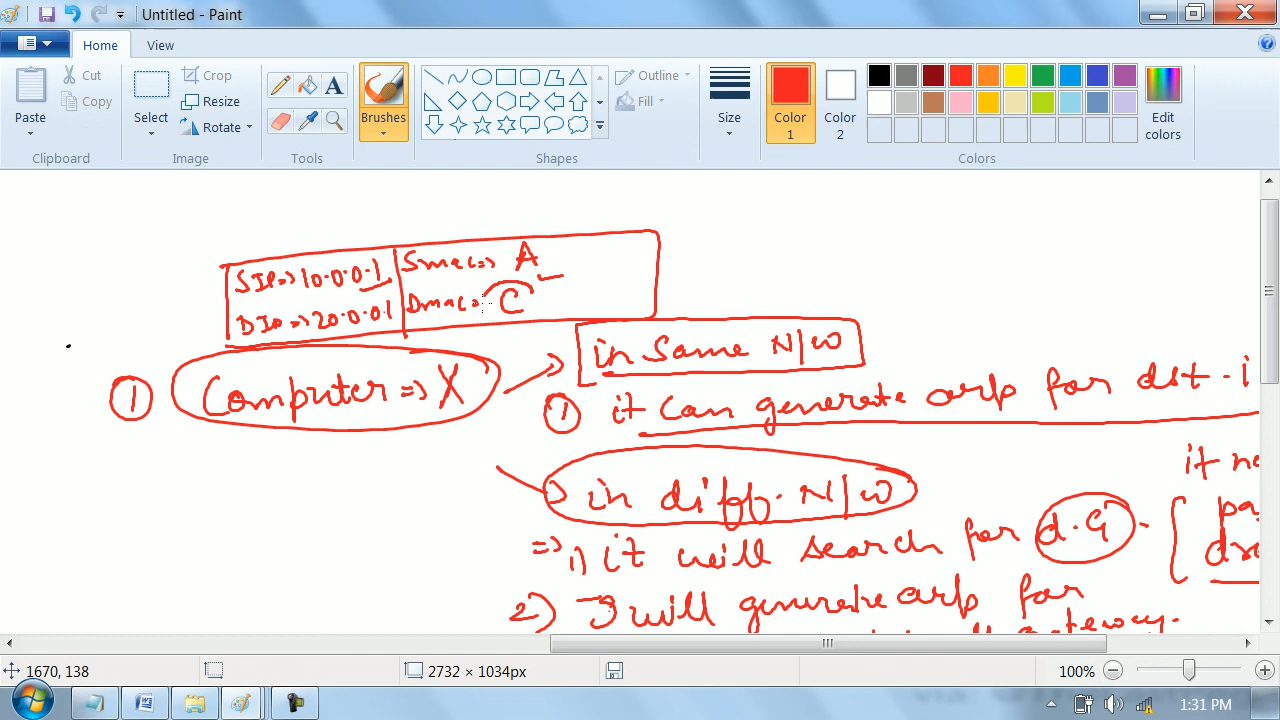 Untitled - Paint
Home View
Paste
Cut
Copy
Clipboard
Select
Crop
Resize
Rotate
Image
Tools
Brushes
Shapes
Outline
Fill
Size
Color 1
Color 2
Edit colors
Colors
SIP=>10.0.0.1 Smac=> A
DIP=>20.0.0.1 Dmac=> C
① Computer => X
=> in Same N/W
① it can generate arp for dst. i
=> in diff. N/W
it
=> 1) it will search for d.G.
2) I will generate arp for
gateway.
1670, 138
2732 × 1034px
100%
1:31 PM